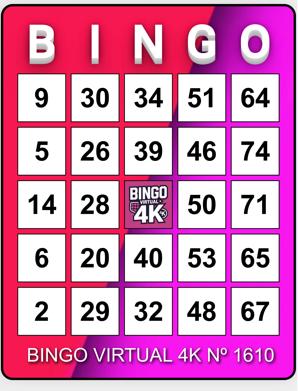 B I N G O
9 30 34 51 64
5 26 39 46 74
14 28 BINGO VIRTUAL 4K 50 71
6 20 40 53 65
2 29 32 48 67
BINGO VIRTUAL 4K Nº 1610